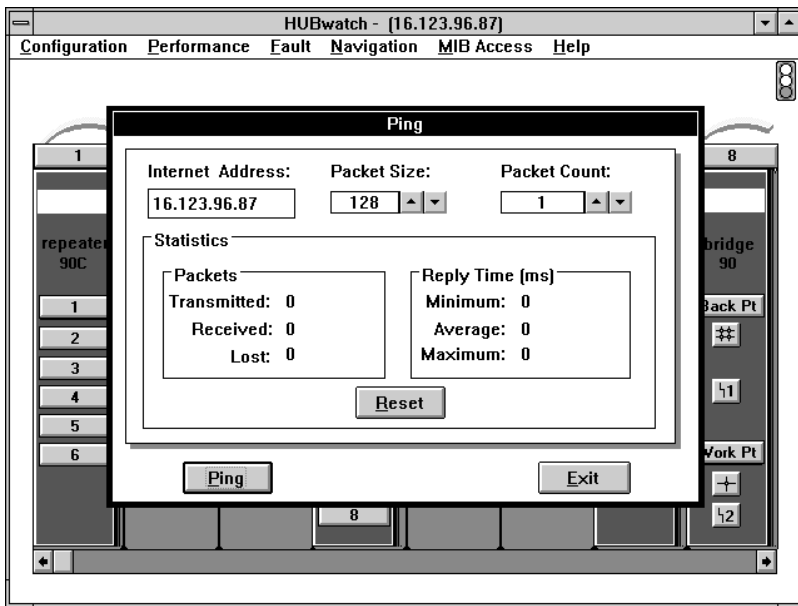 HUBwatch - (16.123.96.87)
Configuration Performance Fault Navigation MIB Access Help
Ping
1
8
Internet Address: Packet Size: Packet Count:
16.123.96.87 128 1
repeater
90C
bridge
90
Statistics
Packets
Transmitted: 0
Received: 0
Lost: 0
Reply Time (ms)
Minimum: 0
Average: 0
Maximum: 0
Reset
1
2
3
4
5
6
Back Pt
1
Work Pt
2
Ping Exit
8